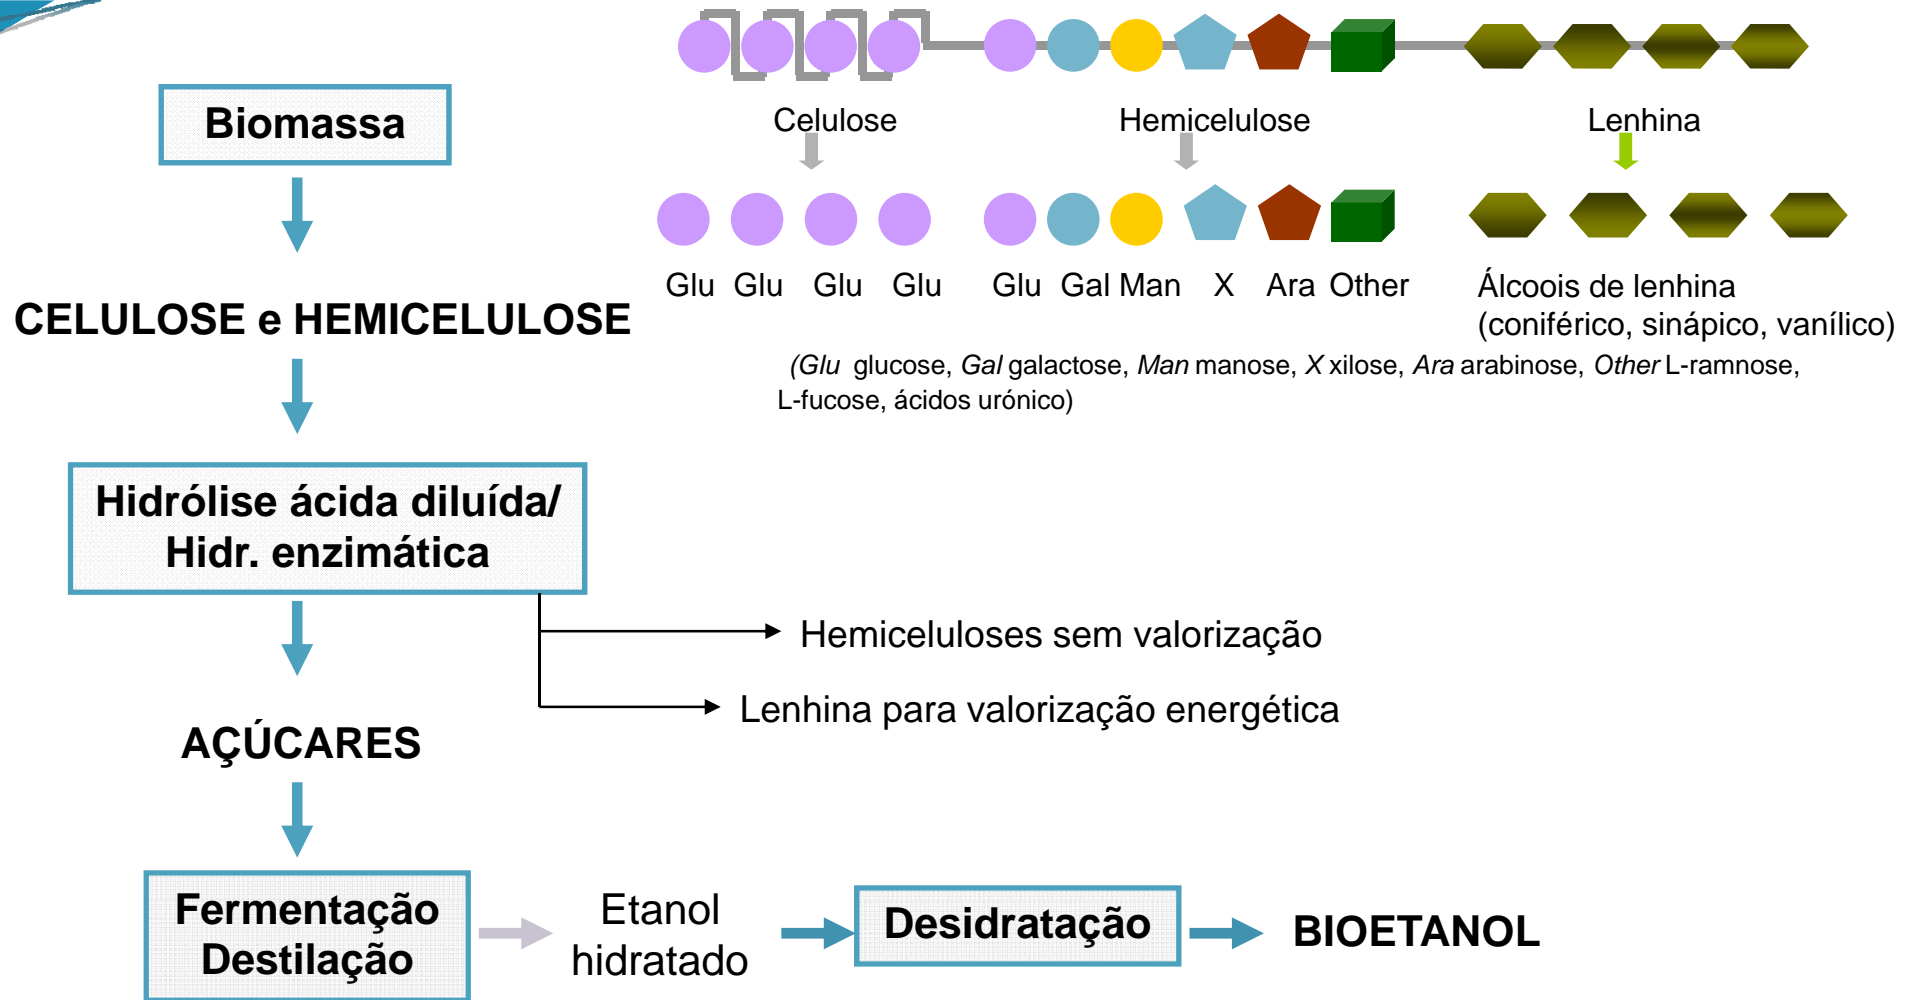 Celulose
Hemicelulose
Lenhina
Glu Glu Glu Glu Glu Gal Man X Ara Other
Álcoois de lenhina
(coniférico, sinápico, vanílico)
(Glu glucose, Gal galactose, Man manose, X xilose, Ara arabinose, Other L-ramnose,
L-fucose, ácidos urónico)
Biomassa
CELULOSE e HEMICELULOSE
Hidrólise ácida diluída/
Hidr. enzimática
Hemiceluloses sem valorização
Lenhina para valorização energética
AÇÚCARES
Fermentação
Destilação
Etanol
hidratado
Desidratação
BIOETANOL